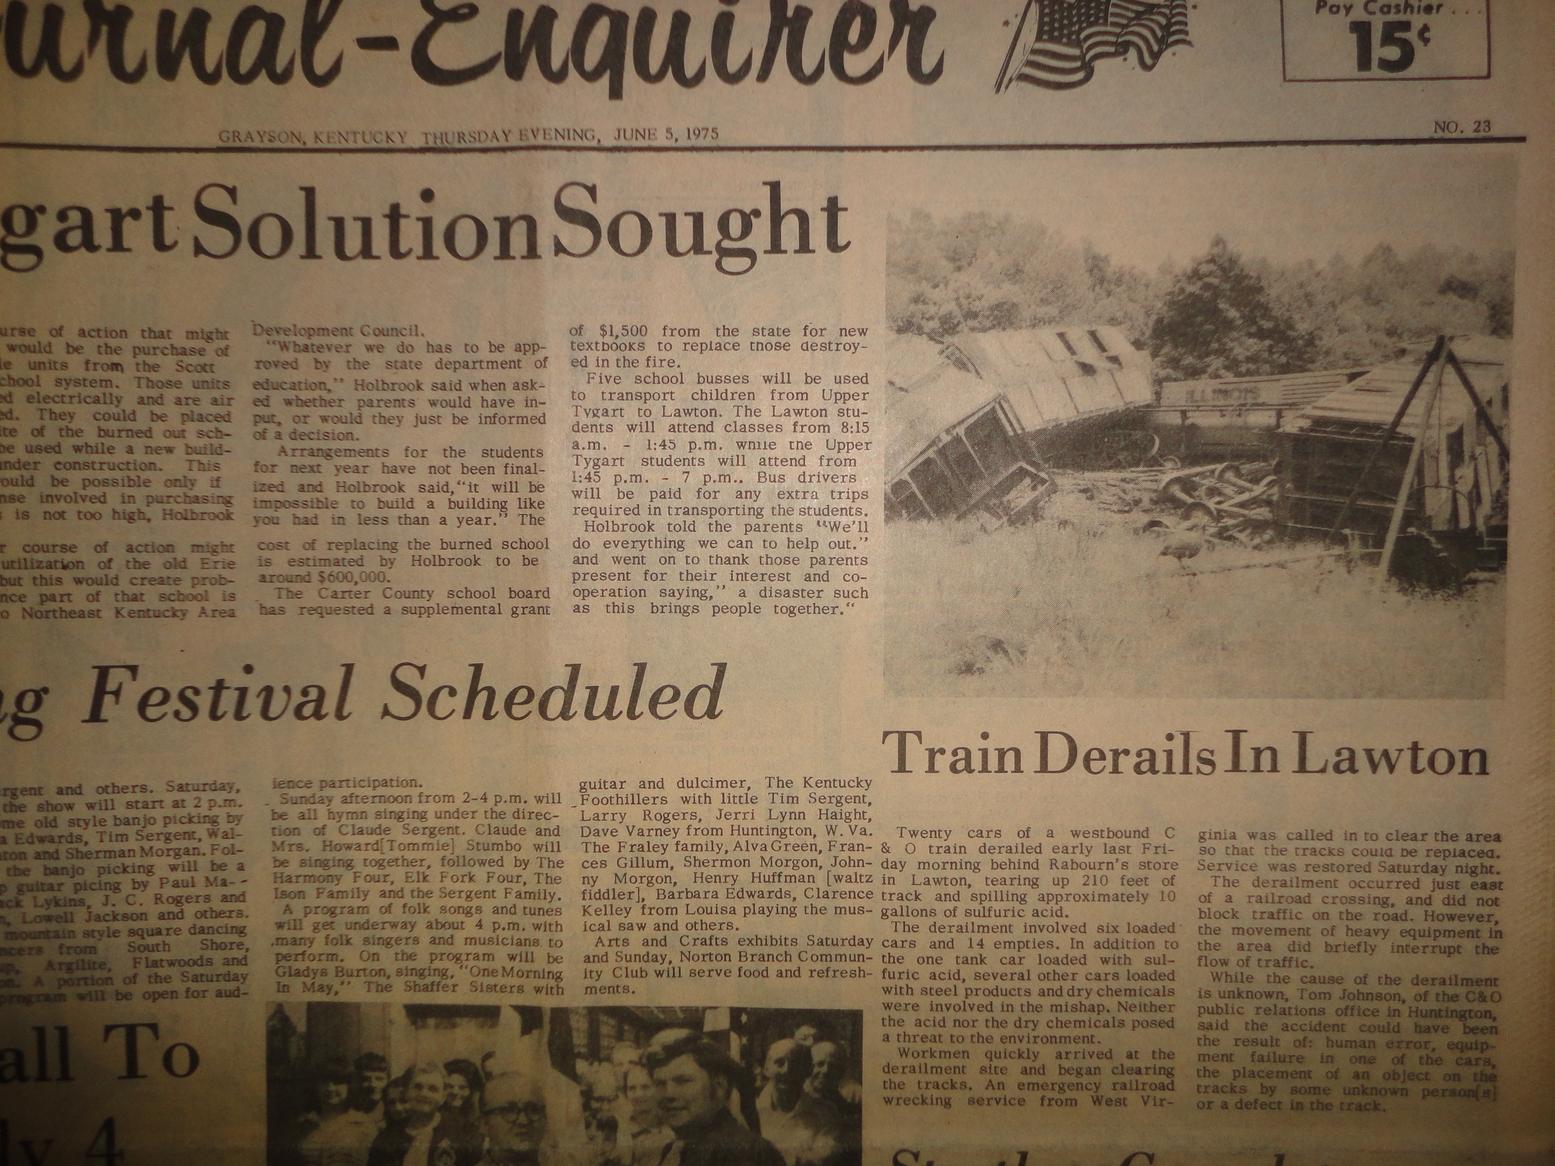 urnal-Enquirer
Pay Cashier . . .
15¢
GRAYSON, KENTUCKY THURSDAY EVENING, JUNE 5, 1975
NO. 23
gart Solution Sought
urse of action that might
would be the purchase of
le units from the Scott
chool system. Those units
ed electrically and are air
ed. They could be placed
ite of the burned out sch-
be used while a new build-
under construction. This
ould be possible only if
nse involved in purchasing
s is not too high, Holbrook
r course of action might
utilization of the old Erie
but this would create prob-
nce part of that school is
o Northeast Kentucky Area
Development Council.
"Whatever we do has to be app-
roved by the state department of
education," Holbrook said when ask-
ed whether parents would have in-
put, or would they just be informed
of a decision.
Arrangements for the students
for next year have not been final-
ized and Holbrook said,"it will be
impossible to build a building like
you had in less than a year." The
cost of replacing the burned school
is estimated by Holbrook to be
around $600,000.
The Carter County school board
has requested a supplemental grant
of $1,500 from the state for new
textbooks to replace tnose destroy-
ed in the fire.
Five school busses will be used
to transport children from Upper
Tygart to Lawton. The Lawton stu-
dents will attend classes from 8:15
a.m. - 1:45 p.m. wnile the Upper
Tygart students will attend from
1:45 p.m. - 7 p.m.. Bus drivers
will be paid for any extra trips
required in transporting the students.
Holbrook told the parents "We'll
do everything we can to help out."
and went on to thank those parents
present for their interest and co-
operation saying," a disaster such
as this brings people together."
ILLINOIS
ng Festival Scheduled
rgent and others. Saturday,
the show will start at 2 p.m.
me old style banjo picking by
a Edwards, Tim Sergent, Wal-
ton and Sherman Morgan. Fol-
the banjo picking will be a
p guitar picing by Paul Ma--
ack Lykins, J. C. Rogers and
n, Lowell Jackson and others.
mountain style square dancing
ncers from South Shore,
up, Argilite, Flatwoods and
on. A portion of the Saturday
program will be open for aud-
ience participation.
Sunday afternoon from 2-4 p.m. will
be all hymn singing under the direc-
tion of Claude Sergent. Claude and
Mrs. Howard[Tommie] Stumbo will
be singing together, followed by The
Harmony Four, Elk Fork Four, The
Ison Family and the Sergent Family.
A program of folk songs and tunes
will get underway about 4 p.m. with
many folk singers and musicians to
perform. On the program will be
Gladys Burton, singing, "One Morning
In May," The Shaffer Sisters with
guitar and dulcimer, The Kentucky
Foothillers with little Tim Sergent,
Larry Rogers, Jerri Lynn Haight,
Dave Varney from Huntington, W. Va.
The Fraley family, Alva Green, Fran-
ces Gillum, Shermon Morgon, John-
ny Morgon, Henry Huffman [waltz
fiddler], Barbara Edwards, Clarence
Kelley from Louisa playing the mus-
ical saw and others.
Arts and Crafts exhibits Saturday
and Sunday, Norton Branch Commun-
ity Club will serve food and refresh-
ments.
Train Derails In Lawton
Twenty cars of a westbound C
& O train derailed early last Fri-
day morning behind Rabourn's store
in Lawton, tearing up 210 feet of
track and spilling approximately 10
gallons of sulfuric acid.
The derailment involved six loaded
cars and 14 empties. In addition to
the one tank car loaded with sul-
furic acid, several other cars loaded
with steel products and dry chemicals
were involved in the mishap. Neither
the acid nor the dry chemicals posed
a threat to the environment.
Workmen quickly arrived at the
derailment site and began clearing
the tracks. An emergency railroad
wrecking service from West Vir-
ginia was called in to clear the area
so that the tracks could be replaced.
Service was restored Saturday night.
The derailment occurred just east
of a railroad crossing, and did not
block traffic on the road. However,
the movement of heavy equipment in
the area did briefly interrupt the
flow of traffic.
While the cause of the derailment
is unknown, Tom Johnson, of the C&O
public relations office in Huntington,
said the accident could have been
the result of: human error, equip-
ment failure in one of the cars,
the placement of an object on the
tracks by some unknown person[s]
or a defect in the track.
all To
ly 4